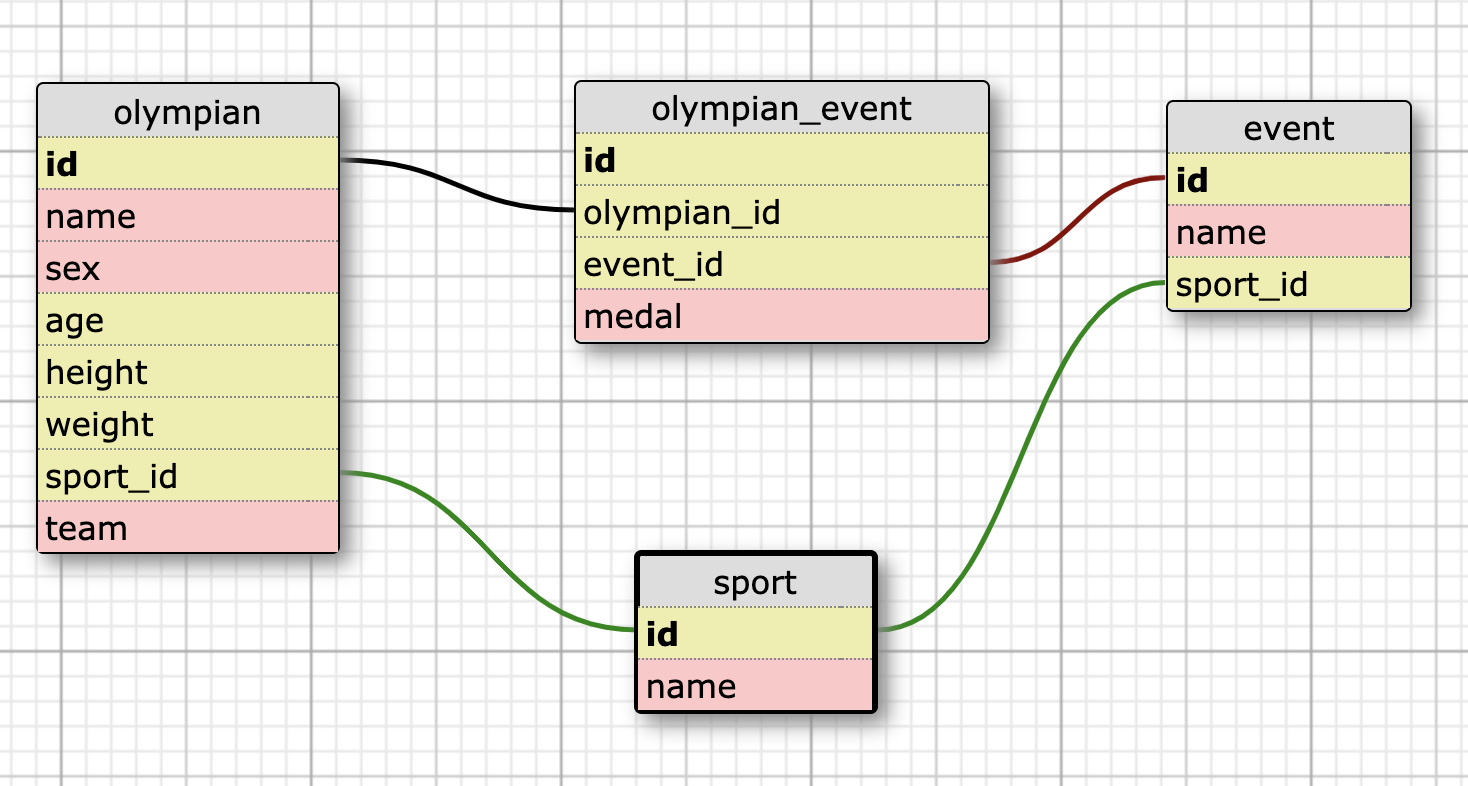 olympian
id
name
sex
age
height
weight
sport_id
team
olympian_event
id
olympian_id
event_id
medal
event
id
name
sport_id
sport
id
name